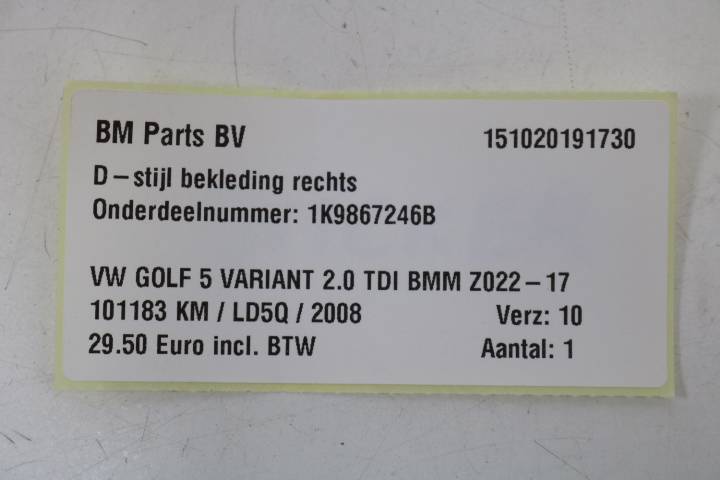 BM Parts BV 151020191730
D-stijl bekleding rechts
Onderdeelnummer: 1K9867246B
VW GOLF 5 VARIANT 2.0 TDI BMM Z022-17
101183 KM / LD5Q / 2008 Verz: 10
29.50 Euro incl. BTW Aantal: 1